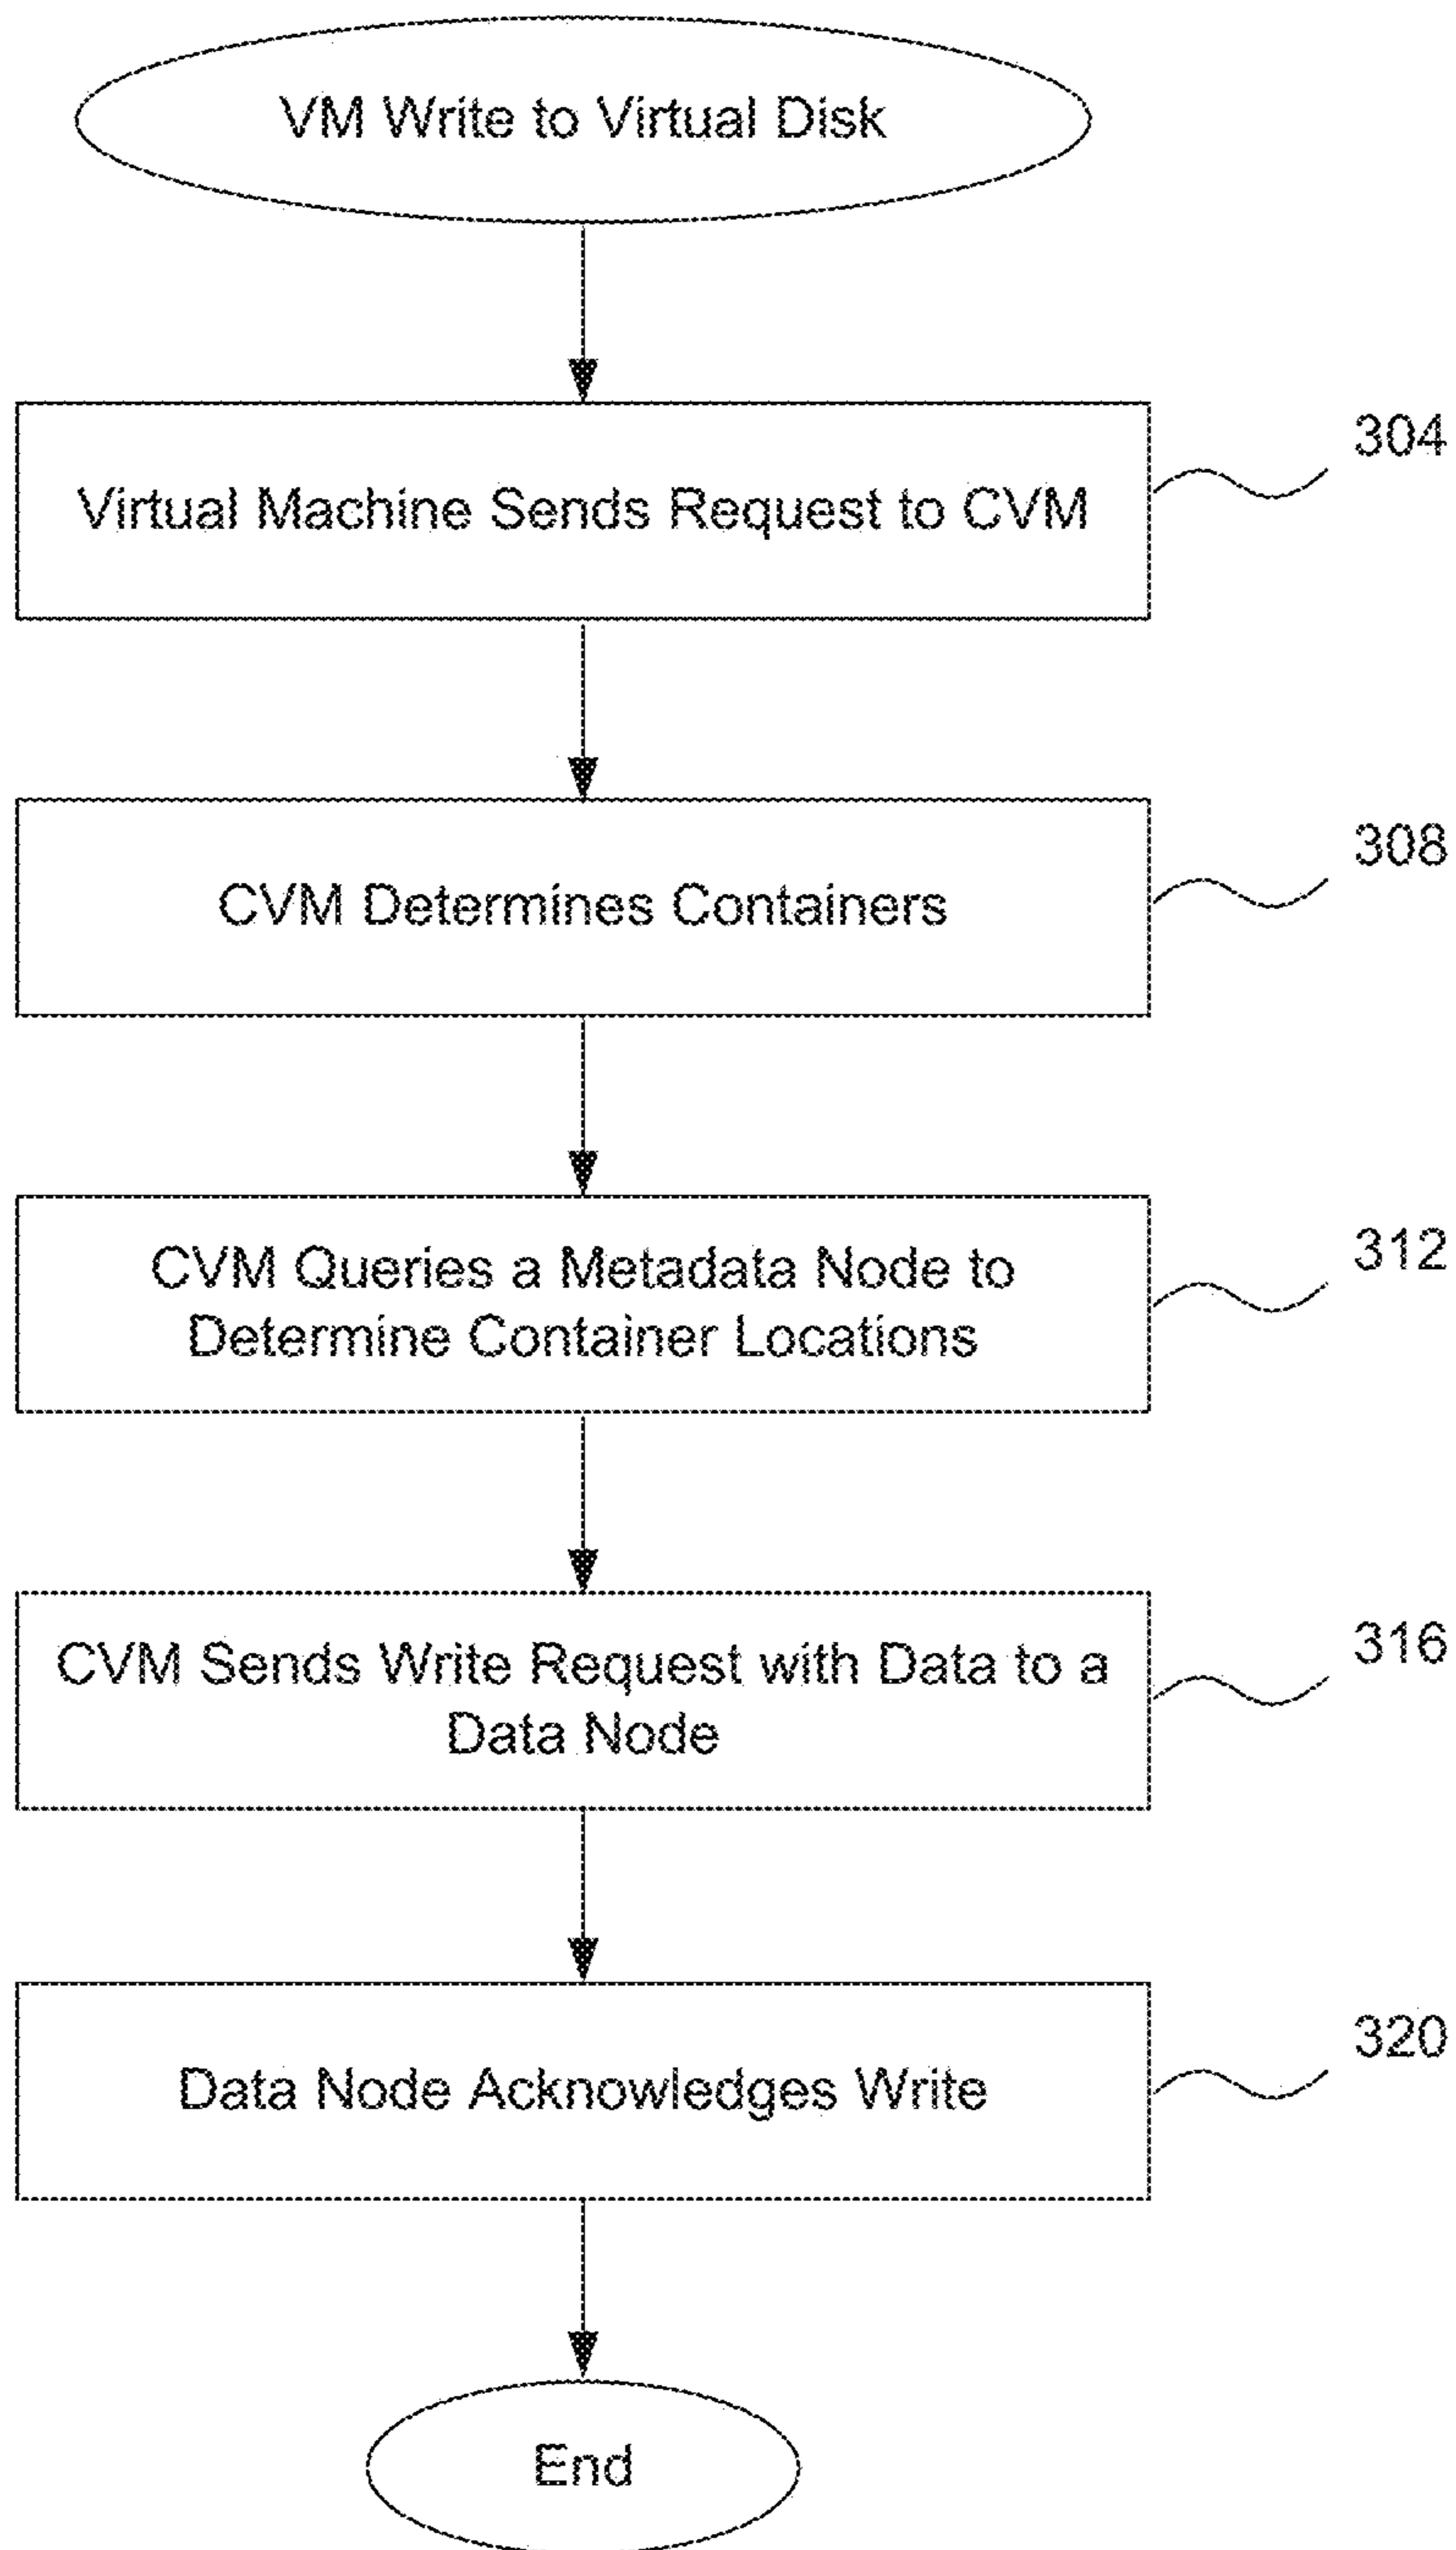 VM Write to Virtual Disk
304
Virtual Machine Sends Request to CVM
308
CVM Determines Containers
312
CVM Queries a Metadata Node to
Determine Container Locations
316
CVM Sends Write Request with Data to a
Data Node
320
Data Node Acknowledges Write
End